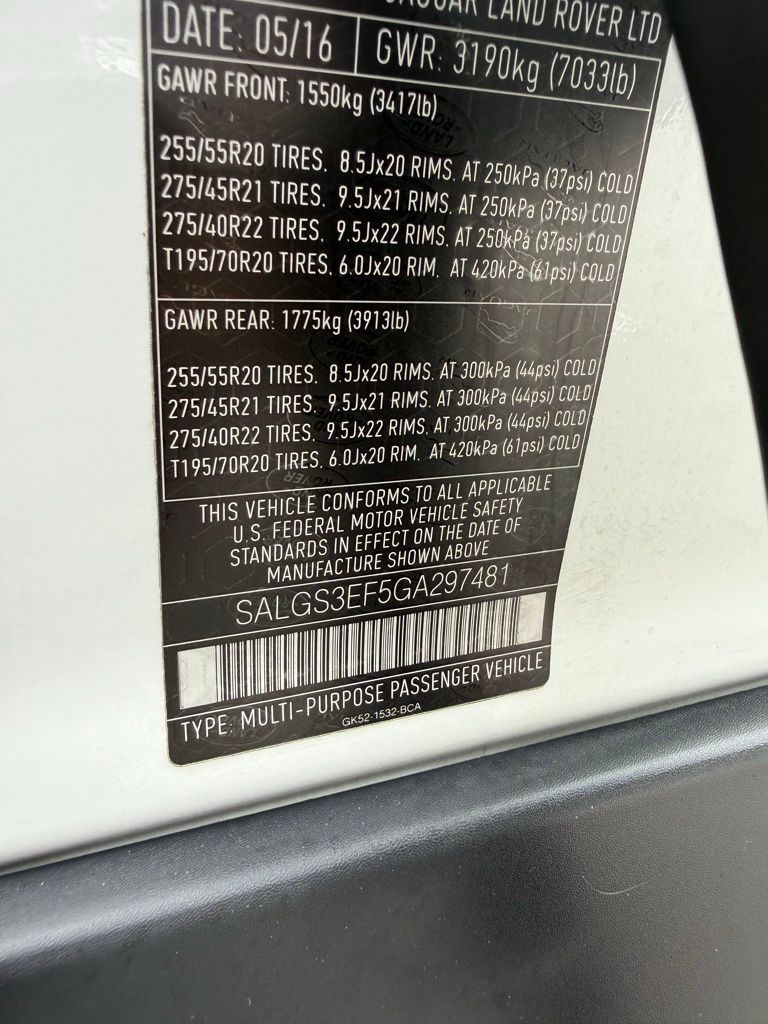 JAGUAR LAND ROVER LTD
DATE: 05/16 GWR: 3190kg (7033lb)
GAWR FRONT: 1550kg (3417lb)
255/55R20 TIRES. 8.5Jx20 RIMS. AT 250kPa (37psi) COLD
275/45R21 TIRES. 9.5Jx21 RIMS. AT 250kPa (37psi) COLD
275/40R22 TIRES. 9.5Jx22 RIMS. AT 250kPa (37psi) COLD
T195/70R20 TIRES. 6.0Jx20 RIM. AT 420kPa (61psi) COLD
GAWR REAR: 1775kg (3913lb)
255/55R20 TIRES. 8.5Jx20 RIMS. AT 300kPa (44psi) COLD
275/45R21 TIRES. 9.5Jx21 RIMS. AT 300kPa (44psi) COLD
275/40R22 TIRES. 9.5Jx22 RIMS. AT 300kPa (44psi) COLD
T195/70R20 TIRES. 6.0Jx20 RIM. AT 420kPa (61psi) COLD
THIS VEHICLE CONFORMS TO ALL APPLICABLE
U.S. FEDERAL MOTOR VEHICLE SAFETY
STANDARDS IN EFFECT ON THE DATE OF
MANUFACTURE SHOWN ABOVE
SALGS3EF5GA297481
TYPE: MULTI-PURPOSE PASSENGER VEHICLE
GK52-1532-BCA